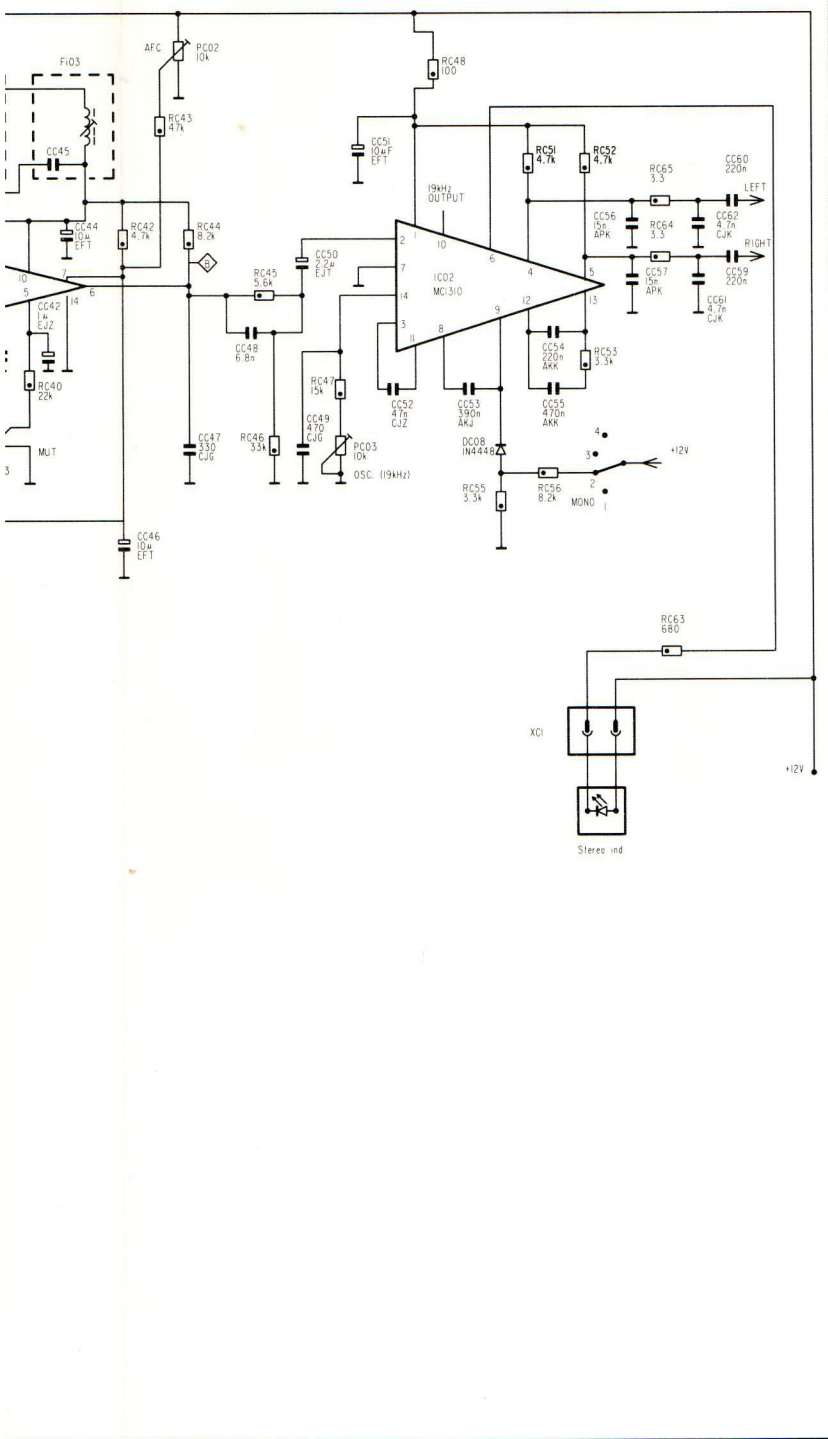 AFC
PC02
10k
Fi03
RC48
100
RC43
47k
CC45
CC51
10µF
EFT
RC51
4.7k
RC52
4.7k
RC65
3.3
CC60
220n
LEFT
19kHz
OUTPUT
CC44
10µ
EFT
RC42
4.7k
RC44
8.2k
B
CC50
2.2µ
EJT
CC56
15n
APK
RC64
3.3
CC62
4.7n
CJK
RIGHT
1
10
2
7
14
3
11
8
9
12
13
5
4
6
IC02
MC1310
CC57
15n
APK
CC59
220n
CC61
4.7n
CJK
10
5
7
14
6
CC42
1µ
EJZ
RC45
5.6k
CC48
6.8n
RC40
22k
MUT
3
CC47
330
CJG
RC46
33k
RC47
15k
CC49
470
CJG
PC03
10k
OSC. (19kHz)
CC52
47n
CJZ
CC53
390n
AKJ
CC54
220n
AKK
CC55
470n
AKK
RC53
3.3k
DC08
1N4448
RC55
3.3k
RC56
8.2k
4
3
2
1
MONO
+12V
CC46
10µ
EFT
RC63
680
XC1
+12V
Stereo ind